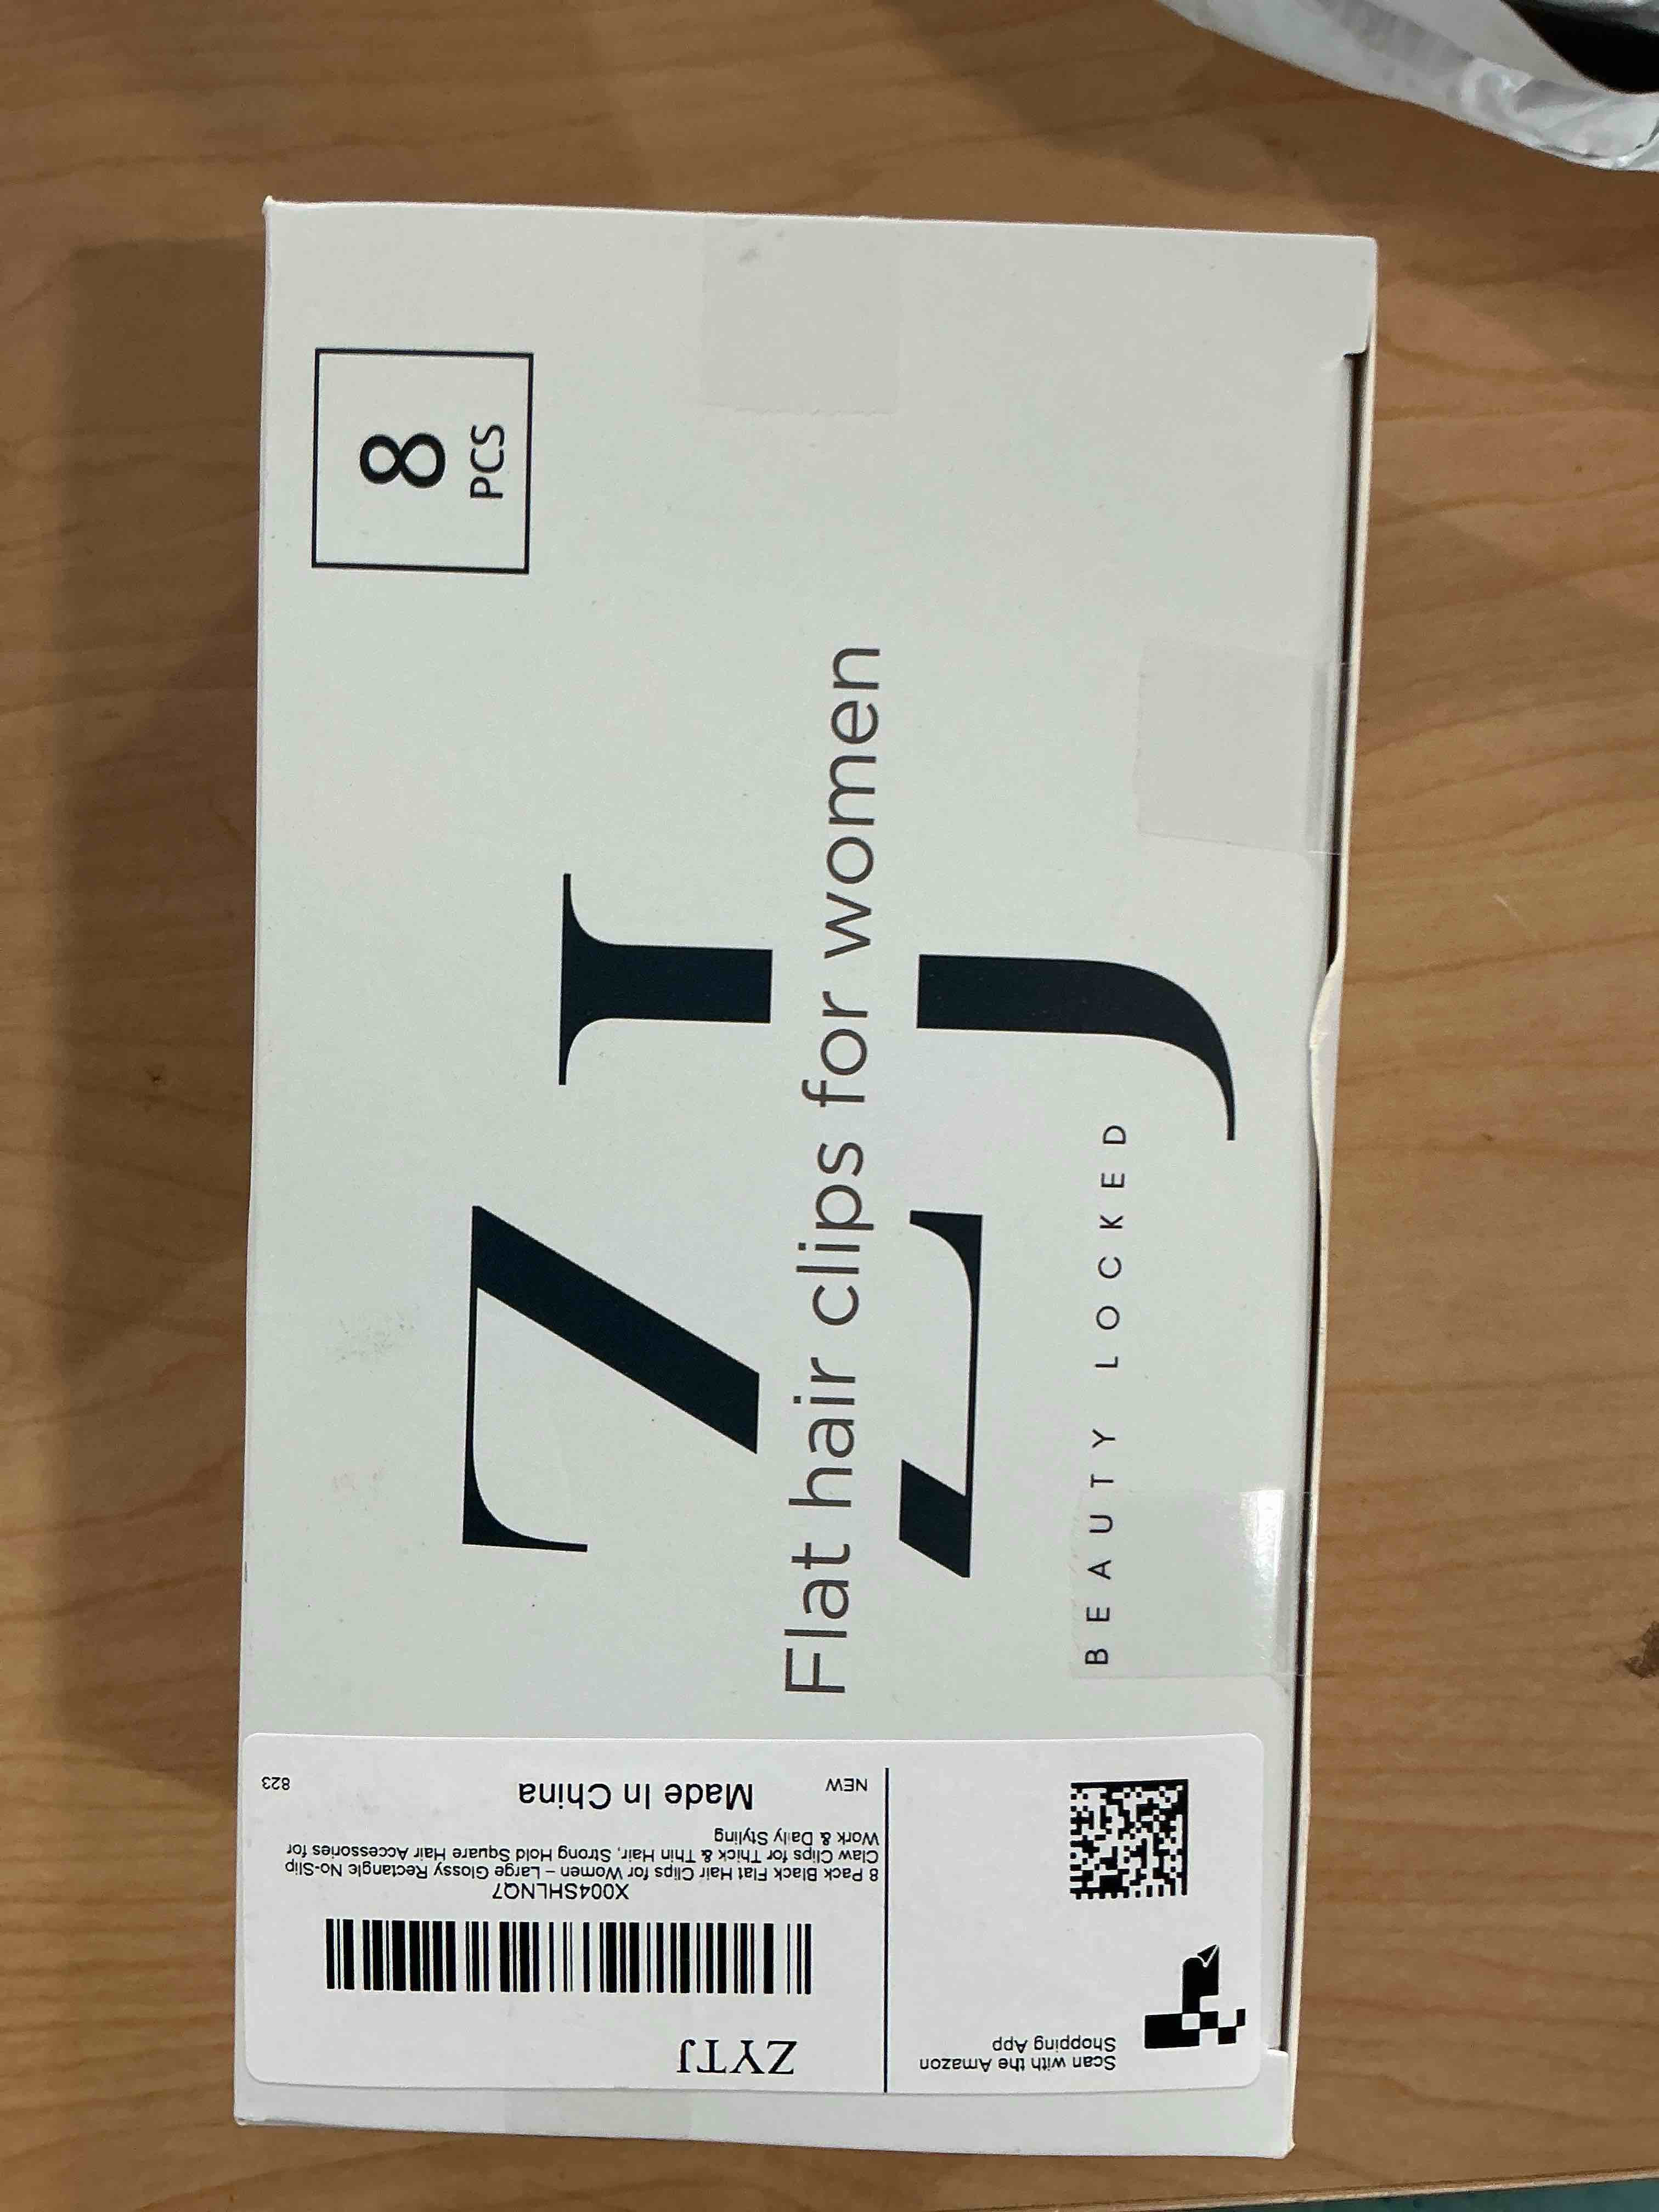 8
PCS
ZJ
Flat hair clips for women
BEAUTY LOCKED
ZYTJ
X004SHLNQ7
8 Pack Black Flat Hair Clips for Women – Large Glossy Rectangle No-Slip
Claw Clips for Thick & Thin Hair, Strong Hold Square Hair Accessories for
Work & Daily Styling
NEW
Made In China
823
Scan with the Amazon
Shopping App